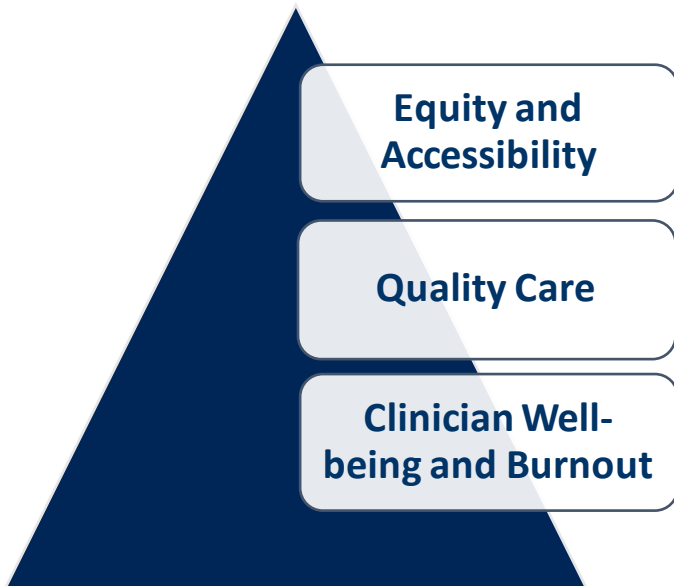 Equity and
Accessibility
Quality Care
Clinician Well-
being and Burnout